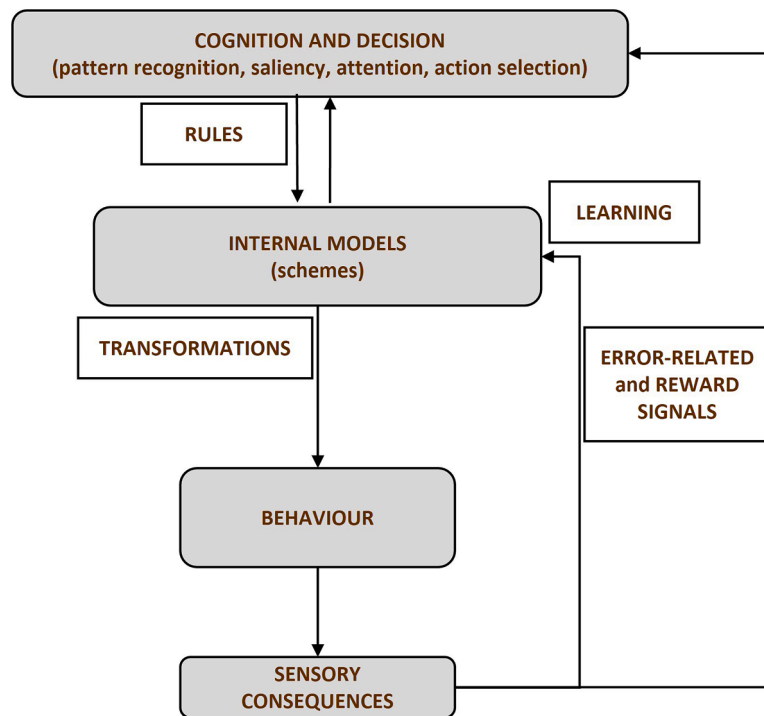 COGNITION AND DECISION
(pattern recognition, saliency, attention, action selection)
RULES
LEARNING
INTERNAL MODELS
(schemes)
TRANSFORMATIONS
ERROR-RELATED
and REWARD
SIGNALS
BEHAVIOUR
SENSORY
CONSEQUENCES